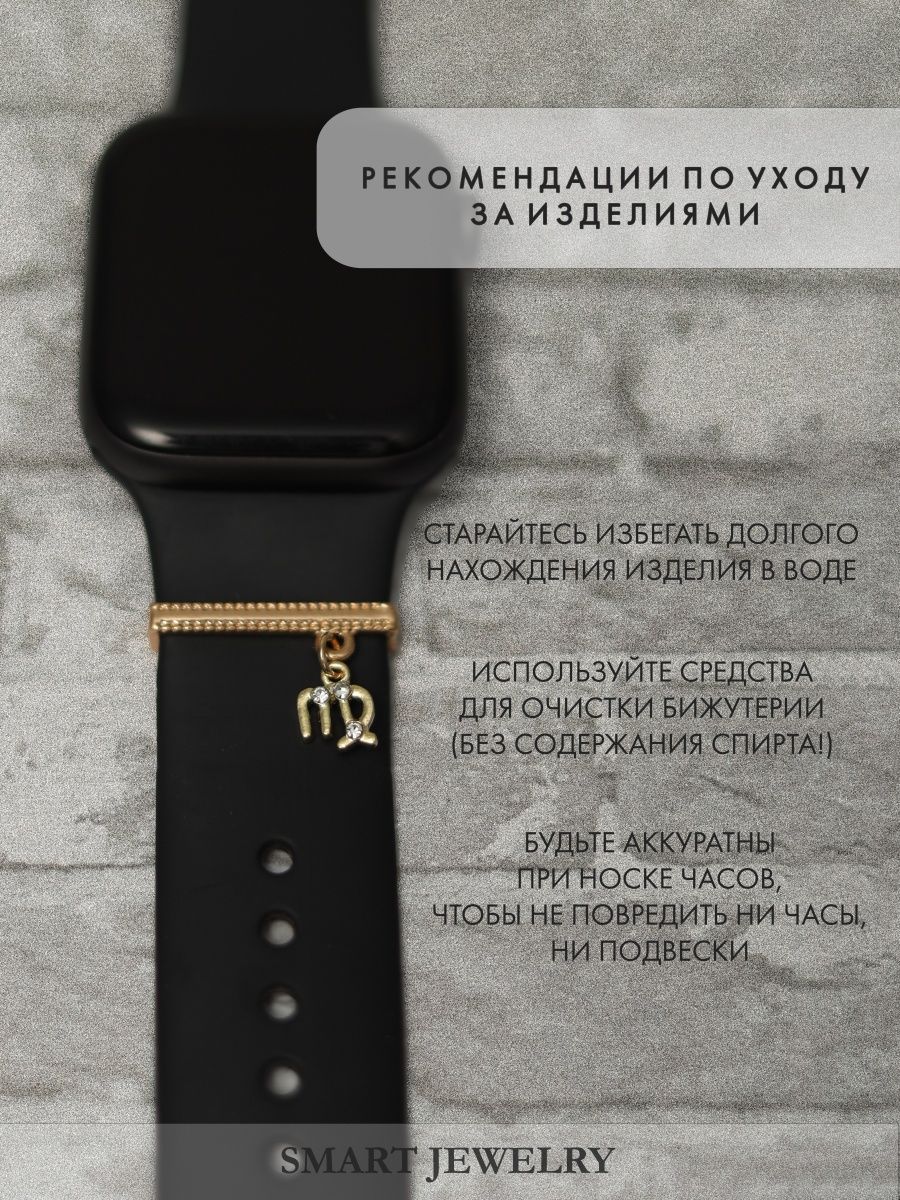 РЕКОМЕНДАЦИИ ПО УХОДУ
ЗА ИЗДЕЛИЯМИ
СТАРАЙТЕСЬ ИЗБЕГАТЬ ДОЛГОГО
НАХОЖДЕНИЯ ИЗДЕЛИЯ В ВОДЕ
ИСПОЛЬЗУЙТЕ СРЕДСТВА
ДЛЯ ОЧИСТКИ БИЖУТЕРИИ
(БЕЗ СОДЕРЖАНИЯ СПИРТА!)
БУДЬТЕ АККУРАТНЫ
ПРИ НОСКЕ ЧАСОВ,
ЧТОБЫ НЕ ПОВРЕДИТЬ НИ ЧАСЫ,
НИ ПОДВЕСКИ
SMART JEWELRY